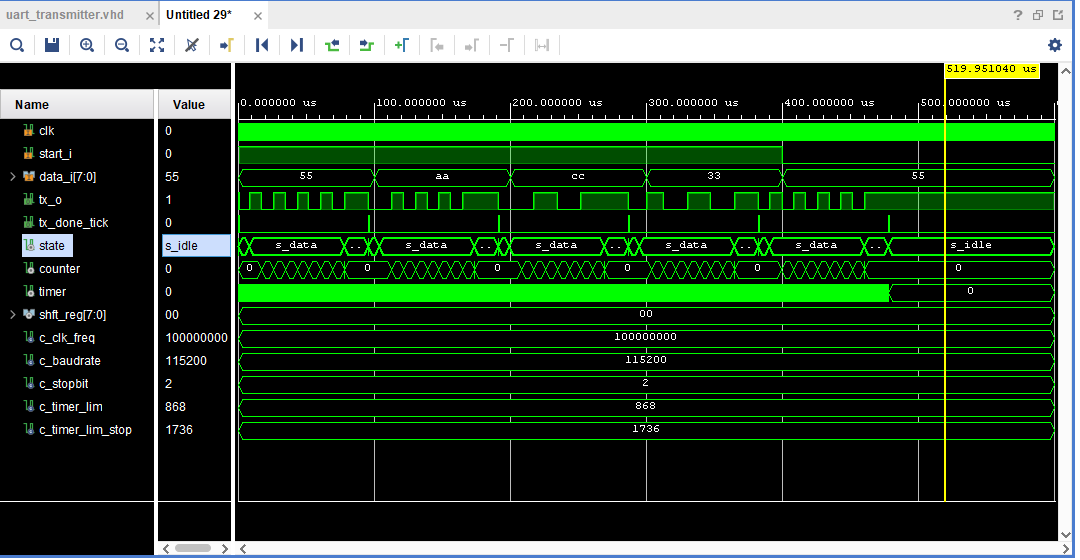 uart_transmitter.vhd × Untitled 29* ×
?
519.951040 us
Name Value
0.000000 us 100.000000 us 200.000000 us 300.000000 us 400.000000 us 500.000000 us
clk 0
start_i 0
data_i[7:0] 55 55 aa cc 33 55
tx_o 1
tx_done_tick 0
state s_idle s_data .. s_data .. s_data .. s_data .. s_data .. s_idle
counter 0 0 0 0 0 0 0
timer 0 0
shft_reg[7:0] 00 00
c_clk_freq 100000000 100000000
c_baudrate 115200 115200
c_stopbit 2 2
c_timer_lim 868 868
c_timer_lim_stop 1736 1736